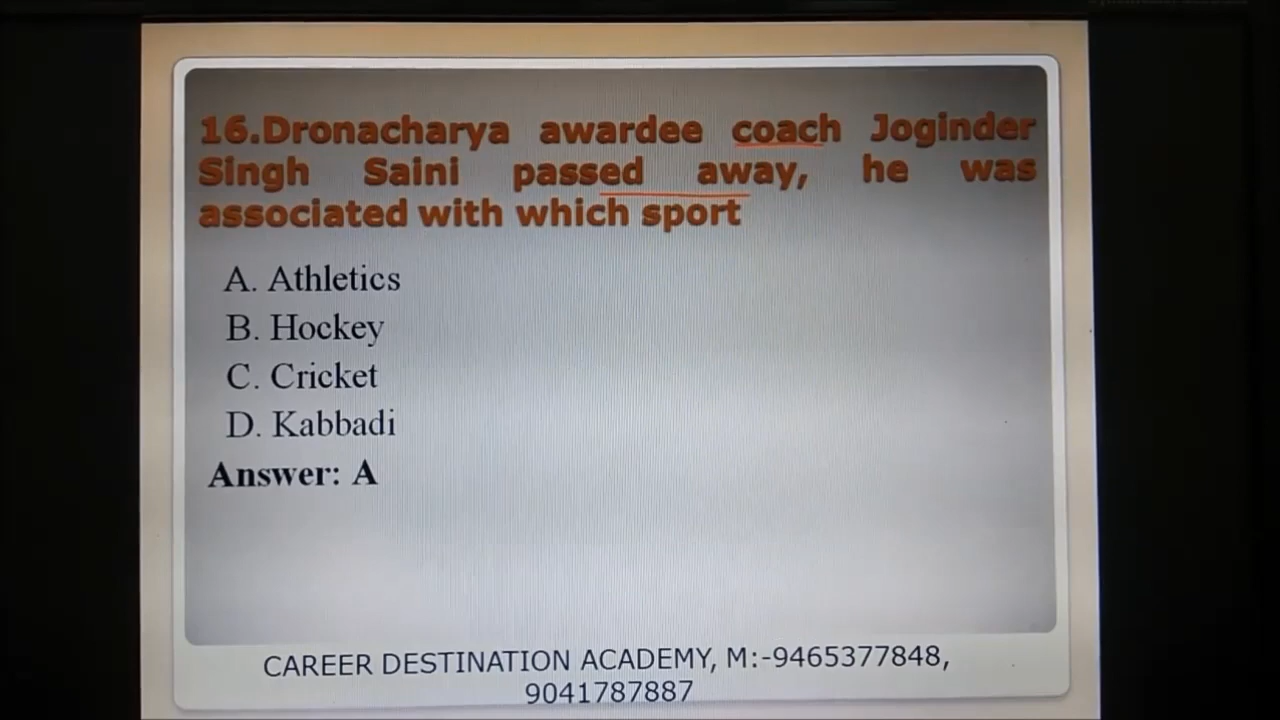 16.Dronacharya awardee coach Joginder
Singh Saini passed away, he was
associated with which sport
A. Athletics
B. Hockey
C. Cricket
D. Kabbadi
Answer: A
CAREER DESTINATION ACADEMY, M:-9465377848,
9041787887